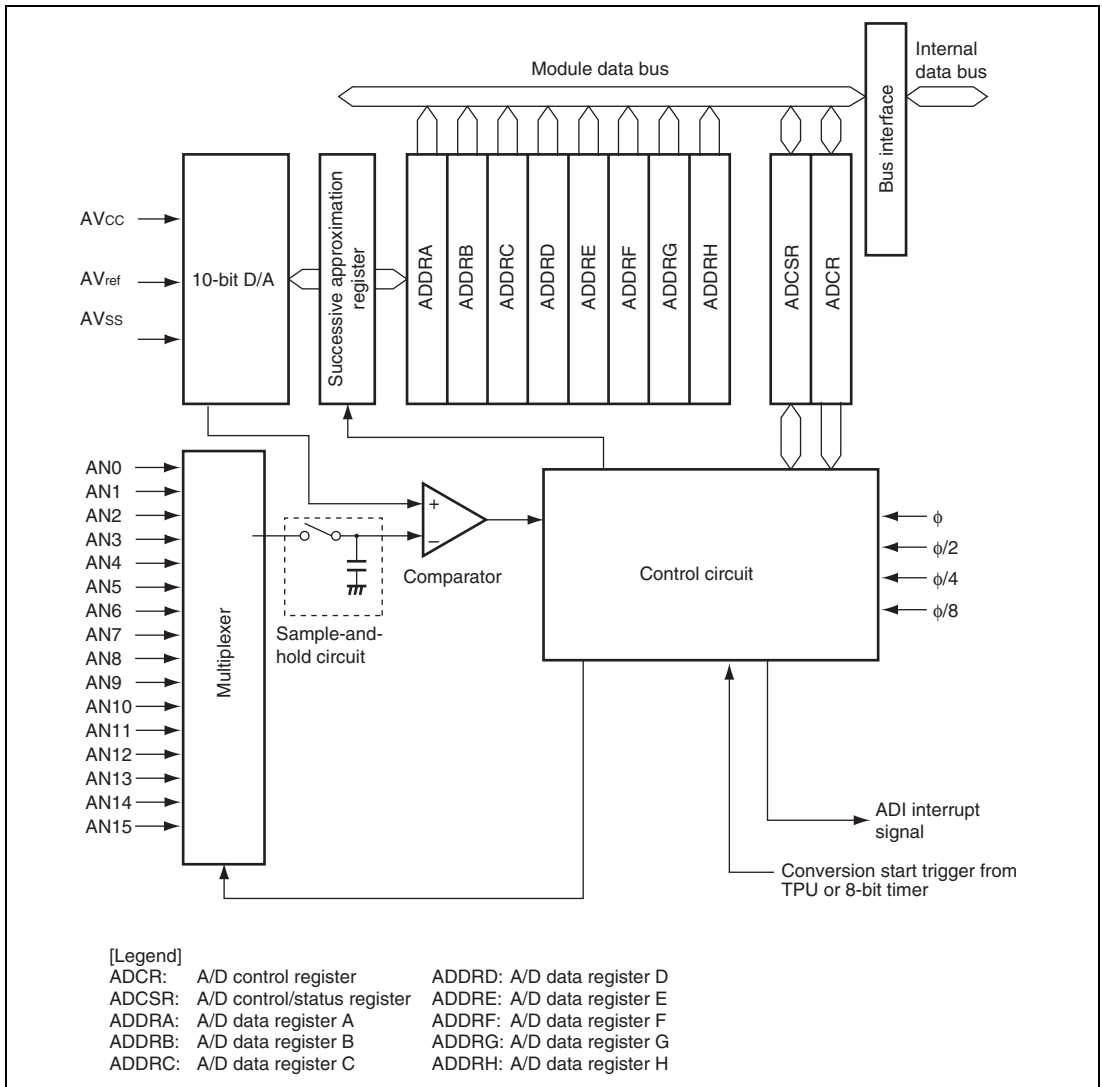 Module data bus
Internal
data bus
Bus interface
AVCC
AVref
AVSS
10-bit D/A
Successive approximation
register
ADDRA
ADDRB
ADDRC
ADDRD
ADDRE
ADDRF
ADDRG
ADDRH
ADCSR
ADCR
AN0
AN1
AN2
AN3
AN4
AN5
AN6
AN7
AN8
AN9
AN10
AN11
AN12
AN13
AN14
AN15
Multiplexer
Sample-and-
hold circuit
+
–
Comparator
Control circuit
ϕ
ϕ/2
ϕ/4
ϕ/8
ADI interrupt
signal
Conversion start trigger from
TPU or 8-bit timer
[Legend]
ADCR: A/D control register
ADCSR: A/D control/status register
ADDRA: A/D data register A
ADDRB: A/D data register B
ADDRC: A/D data register C
ADDRD: A/D data register D
ADDRE: A/D data register E
ADDRF: A/D data register F
ADDRG: A/D data register G
ADDRH: A/D data register H